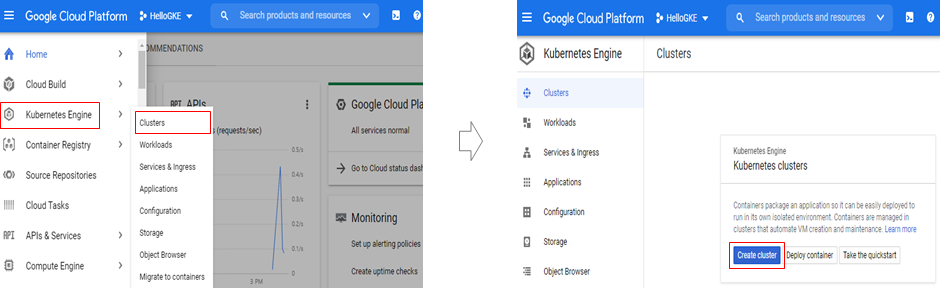 Google Cloud Platform
HelloGKE
Search products and resources
Home
Cloud Build
Kubernetes Engine
Container Registry
Source Repositories
Cloud Tasks
API
APIs & Services
Compute Engine
Clusters
Workloads
Services & Ingress
Applications
Configuration
Storage
Object Browser
Migrate to containers
OMMENDATIONS
API APIs
s (requests/sec)
0.5/s
0.4/s
0.3/s
0.2/s
0.1/s
0
3 PM
Google Cloud Pla
All services normal
Go to Cloud status dash
Monitoring
Set up alerting policies
Create uptime checks
Google Cloud Platform
HelloGKE
Search products and resources
Kubernetes Engine
Clusters
Workloads
Services & Ingress
Applications
Configuration
Storage
Object Browser
Clusters
Kubernetes Engine
Kubernetes clusters
Containers package an application so it can be easily deployed to
run in its own isolated environment. Containers are managed in
clusters that automate VM creation and maintenance. Learn more
Create cluster
Deploy container
Take the quickstart